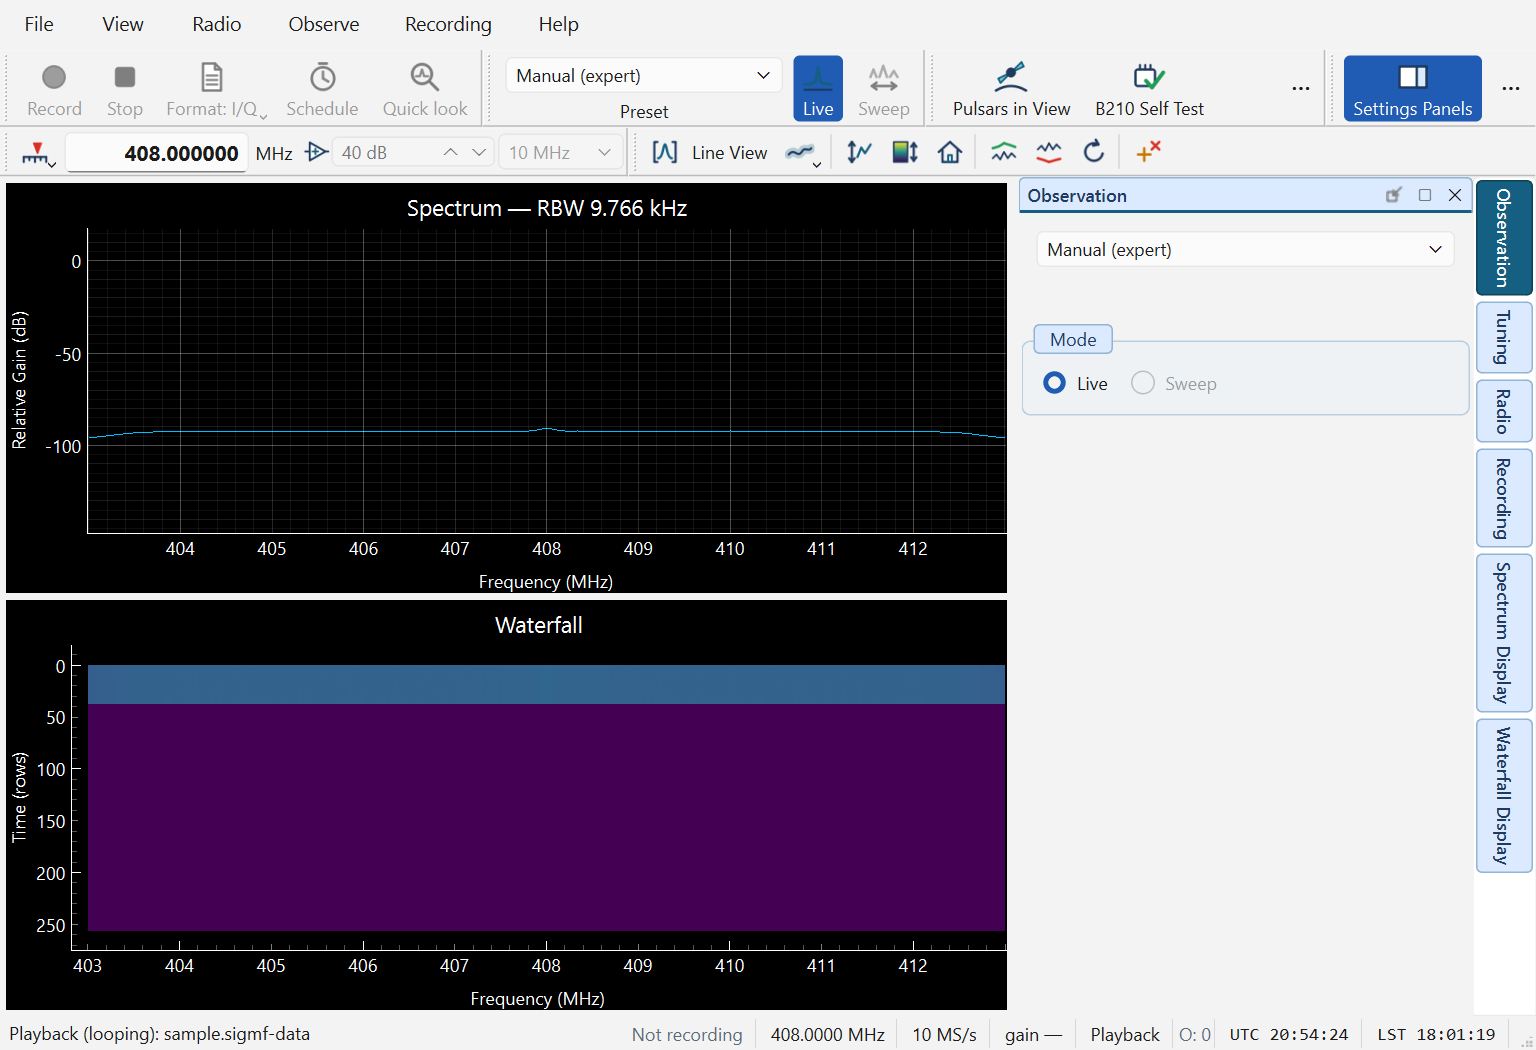 File View Radio Observe Recording Help
Record Stop Format: I/Q Schedule Quick look
Manual (expert)
Preset
Live Sweep
Pulsars in View B210 Self Test
...
Settings Panels
...
408.000000 MHz 40 dB 10 MHz Line View
Spectrum — RBW 9.766 kHz
Relative Gain (dB)
0
-50
-100
404 405 406 407 408 409 410 411 412
Frequency (MHz)
Waterfall
Time (rows)
0
50
100
150
200
250
403 404 405 406 407 408 409 410 411 412
Frequency (MHz)
Observation
Manual (expert)
Mode
Live Sweep
Observation
Tuning
Radio
Recording
Spectrum Display
Waterfall Display
Playback (looping): sample.sigmf-data Not recording 408.0000 MHz 10 MS/s gain — Playback O: 0 UTC 20:54:24 LST 18:01:19